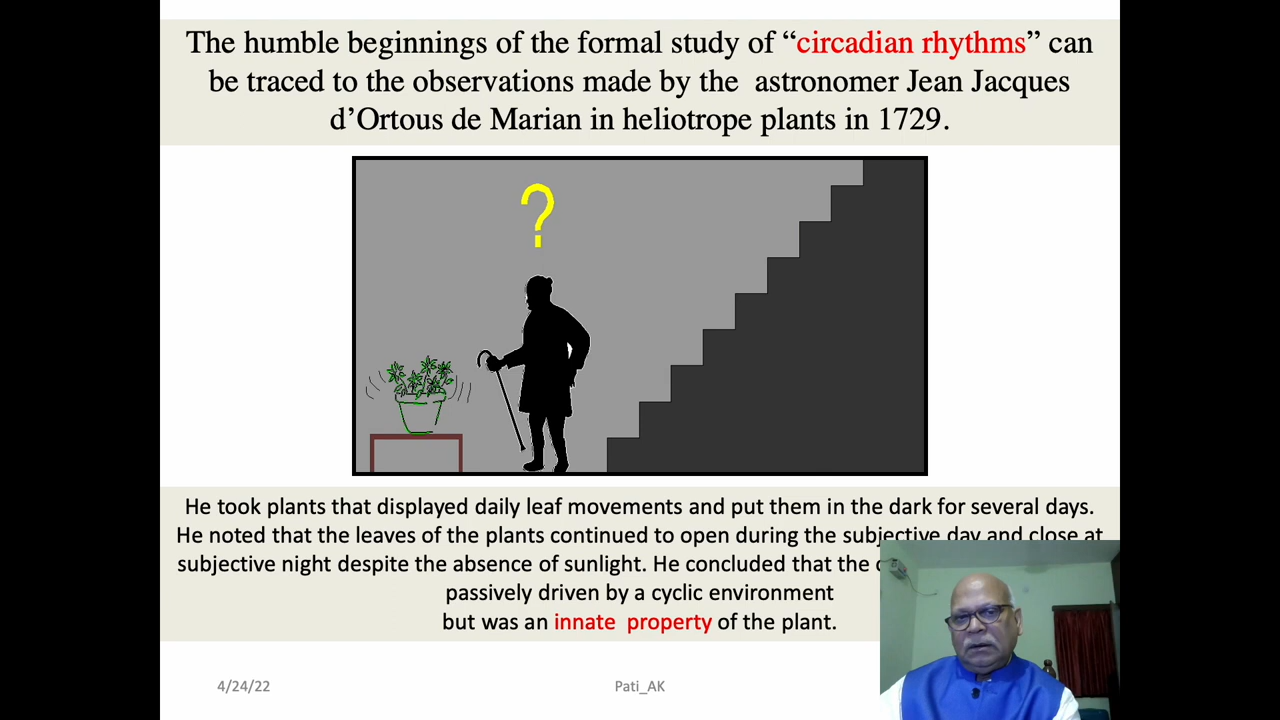 The humble beginnings of the formal study of “circadian rhythms” can
be traced to the observations made by the astronomer Jean Jacques
d’Ortous de Marian in heliotrope plants in 1729.
?
He took plants that displayed daily leaf movements and put them in the dark for several days.
He noted that the leaves of the plants continued to open during the subjective day and close at
subjective night despite the absence of sunlight. He concluded that the
passively driven by a cyclic environment
but was an innate property of the plant.
4/24/22
Pati_AK